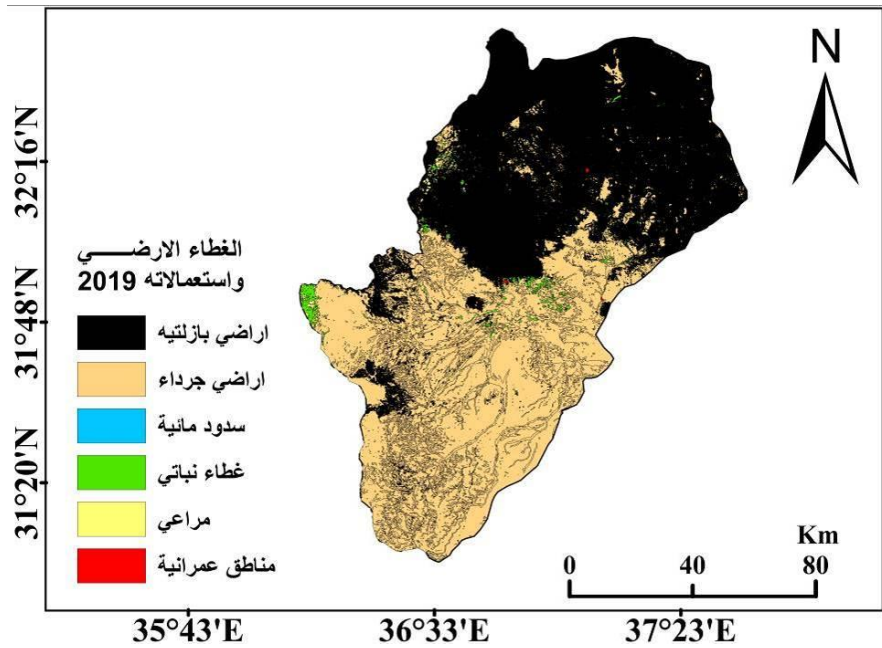 N
32°16'N
31°48'N
31°20'N
الغطاء الارضـــــي
واستعمالاته 2019
اراضي بازلتيه
اراضي جرداء
سدود مائية
غطاء نباتي
مراعي
مناطق عمرانية
Km
0 40 80
35°43'E 36°33'E 37°23'E